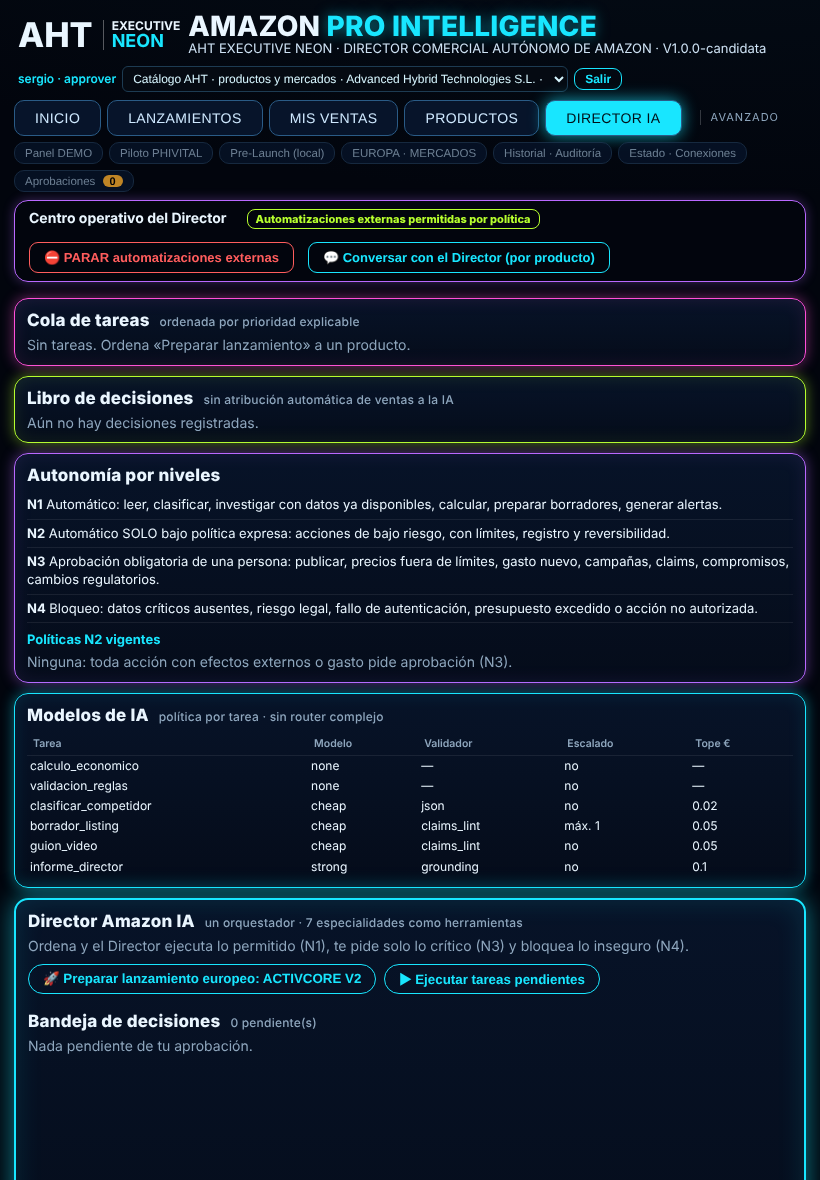 AHT
EXECUTIVE
NEON
AMAZON PRO INTELLIGENCE
AHT EXECUTIVE NEON · DIRECTOR COMERCIAL AUTÓNOMO DE AMAZON · V1.0.0-candidata
sergio · approver Catálogo AHT · productos y mercados · Advanced Hybrid Technologies S.L. · Salir
INICIO LANZAMIENTOS MIS VENTAS PRODUCTOS DIRECTOR IA AVANZADO
Panel DEMO Piloto PHIVITAL Pre-Launch (local) EUROPA · MERCADOS Historial · Auditoría Estado · Conexiones
Aprobaciones 0
Centro operativo del Director Automatizaciones externas permitidas por política
⛔ PARAR automatizaciones externas 💬 Conversar con el Director (por producto)
Cola de tareas ordenada por prioridad explicable
Sin tareas. Ordena «Preparar lanzamiento» a un producto.
Libro de decisiones sin atribución automática de ventas a la IA
Aún no hay decisiones registradas.
Autonomía por niveles
N1 Automático: leer, clasificar, investigar con datos ya disponibles, calcular, preparar borradores, generar alertas.
N2 Automático SOLO bajo política expresa: acciones de bajo riesgo, con límites, registro y reversibilidad.
N3 Aprobación obligatoria de una persona: publicar, precios fuera de límites, gasto nuevo, campañas, claims, compromisos,
cambios regulatorios.
N4 Bloqueo: datos críticos ausentes, riesgo legal, fallo de autenticación, presupuesto excedido o acción no autorizada.
Políticas N2 vigentes
Ninguna: toda acción con efectos externos o gasto pide aprobación (N3).
Modelos de IA política por tarea · sin router complejo
Tarea Modelo Validador Escalado Tope €
calculo_economico none — no —
validacion_reglas none — no —
clasificar_competidor cheap json no 0.02
borrador_listing cheap claims_lint máx. 1 0.05
guion_video cheap claims_lint no 0.05
informe_director strong grounding no 0.1
Director Amazon IA un orquestador · 7 especialidades como herramientas
Ordena y el Director ejecuta lo permitido (N1), te pide solo lo crítico (N3) y bloquea lo inseguro (N4).
🚀 Preparar lanzamiento europeo: ACTIVCORE V2 ▶ Ejecutar tareas pendientes
Bandeja de decisiones 0 pendiente(s)
Nada pendiente de tu aprobación.